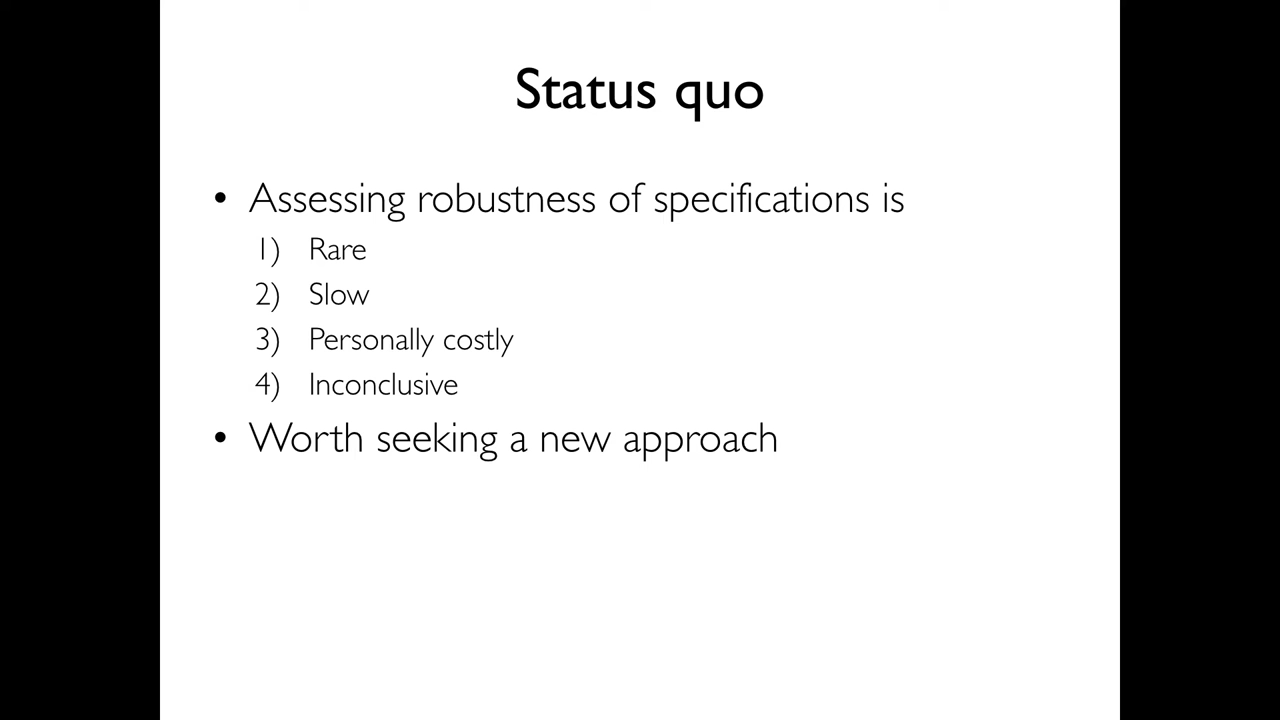 Status quo
• Assessing robustness of specifications is
1) Rare
2) Slow
3) Personally costly
4) Inconclusive
• Worth seeking a new approach